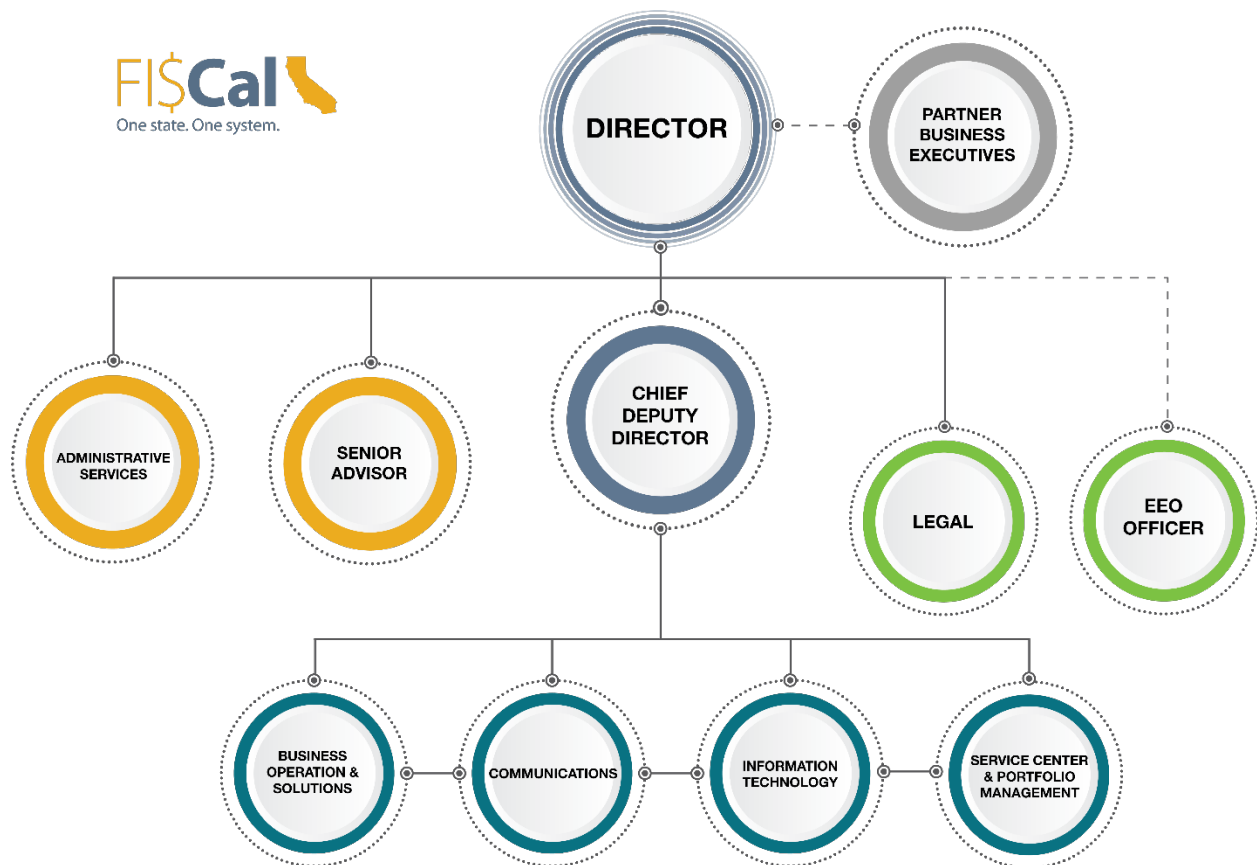 FI$Cal
One state. One system.
DIRECTOR
PARTNER
BUSINESS
EXECUTIVES
ADMINISTRATIVE
SERVICES
SENIOR
ADVISOR
CHIEF
DEPUTY
DIRECTOR
LEGAL
EEO
OFFICER
BUSINESS
OPERATION &
SOLUTIONS
COMMUNICATIONS
INFORMATION
TECHNOLOGY
SERVICE CENTER
& PORTFOLIO
MANAGEMENT